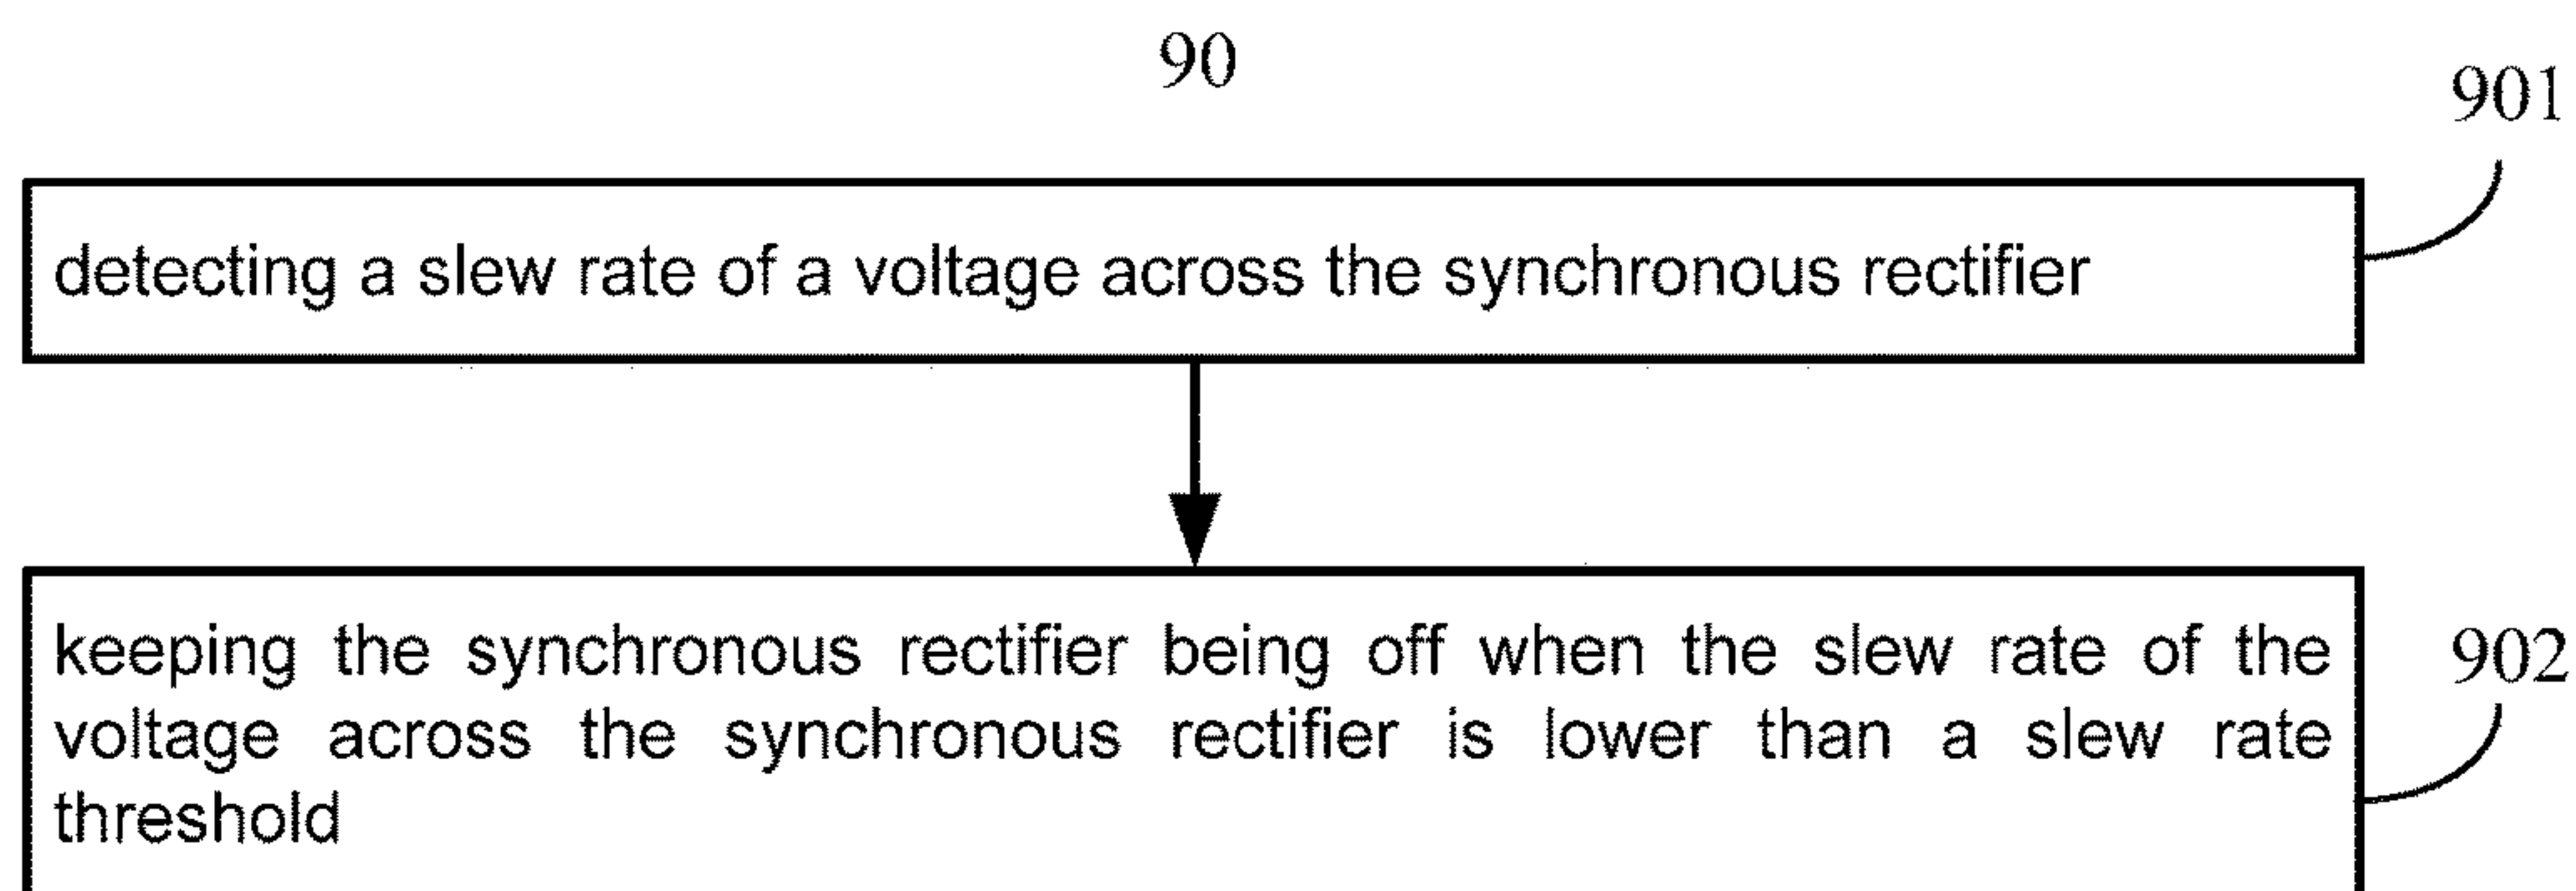 90
901
detecting a slew rate of a voltage across the synchronous rectifier
keeping the synchronous rectifier being off when the slew rate of the
902
voltage across the synchronous rectifier is lower than a slew rate
threshold